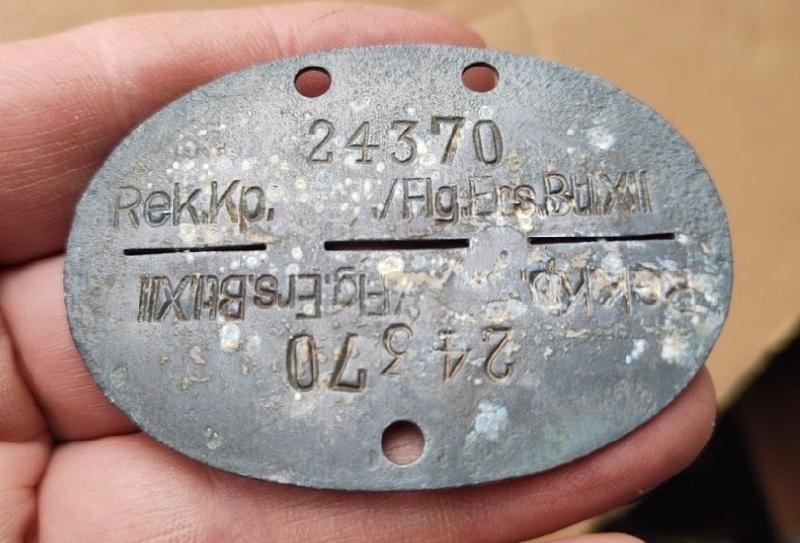 24370
Rek.Kp. ./Flg.Ers.Btl.XII
Rek.Kp. ./Flg.Ers.Btl.XII
24370